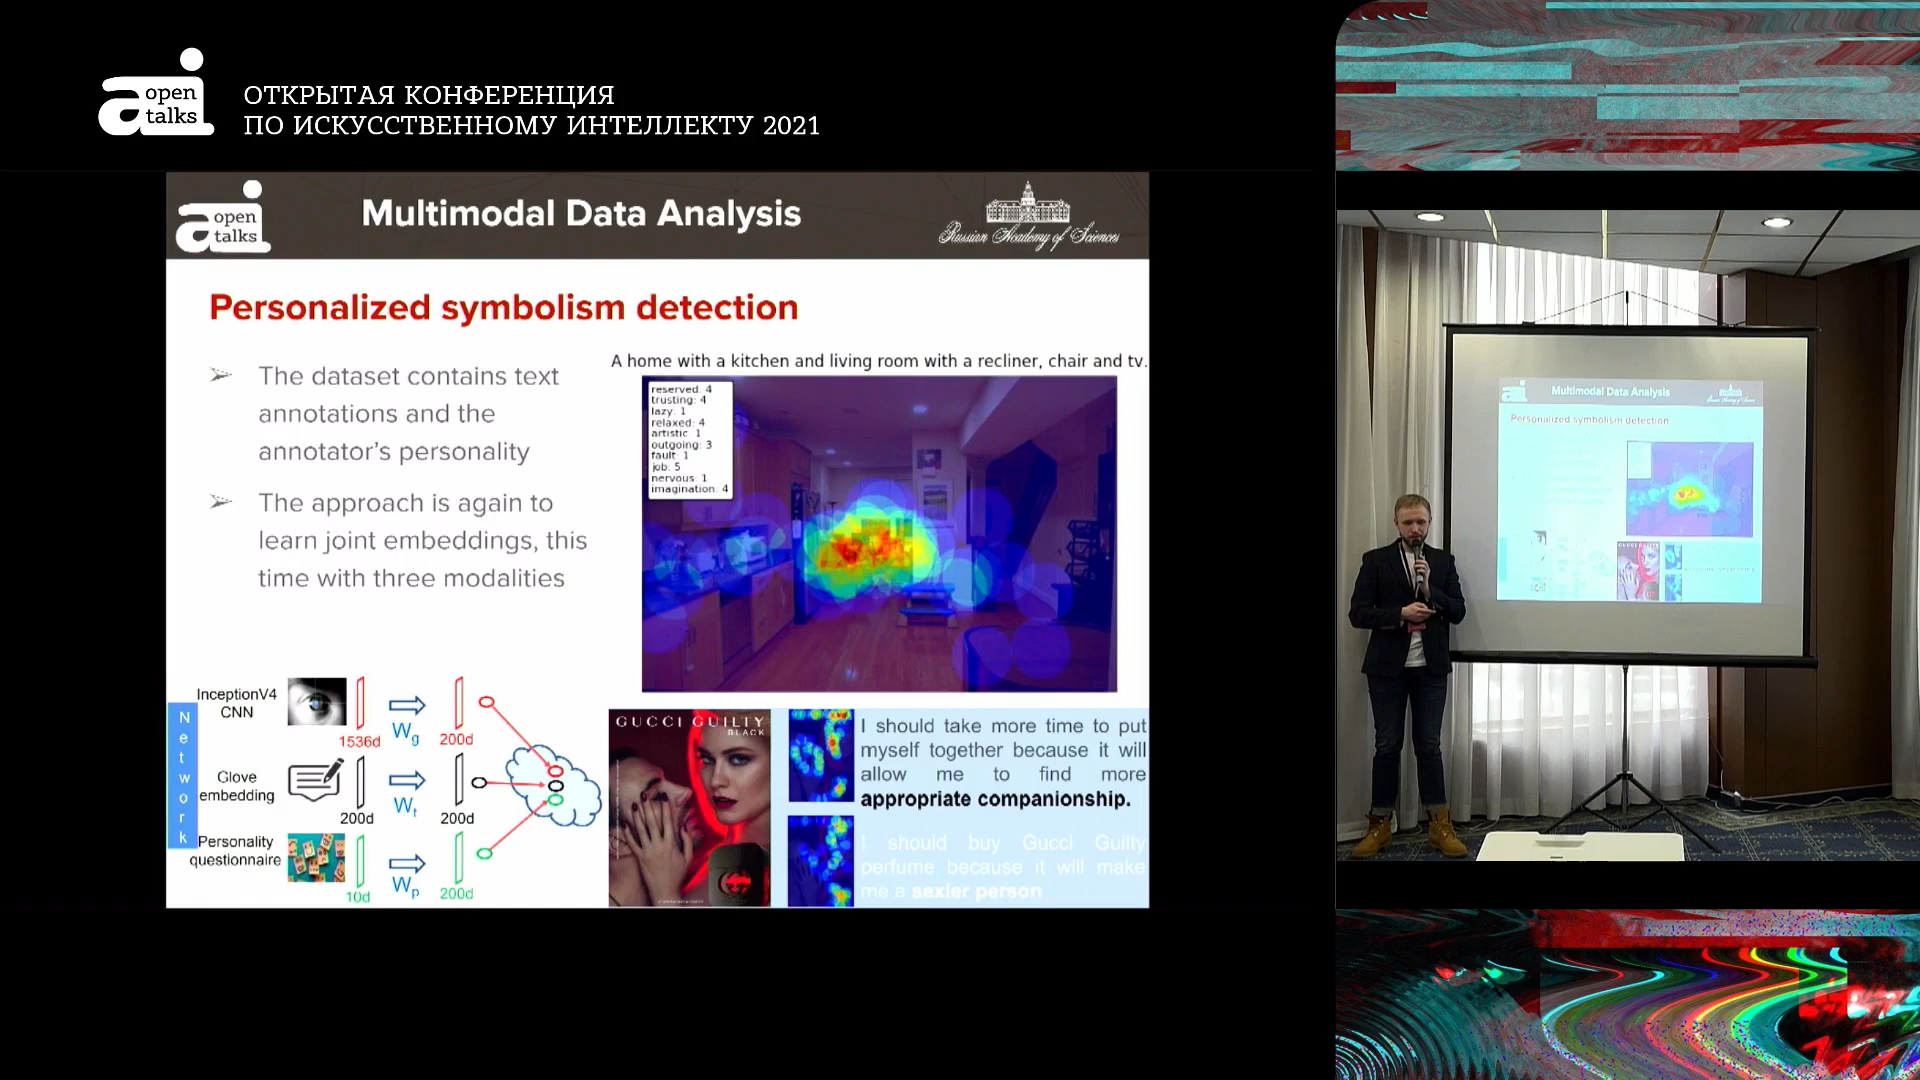 open
talks
ОТКРЫТАЯ КОНФЕРЕНЦИЯ
ПО ИСКУССТВЕННОМУ ИНТЕЛЛЕКТУ 2021
open
talks
Multimodal Data Analysis
Russian Academy of Sciences
Personalized symbolism detection
➢ The dataset contains text
annotations and the
annotator’s personality
➢ The approach is again to
learn joint embeddings, this
time with three modalities
A home with a kitchen and living room with a recliner, chair and tv.
reserved: 4
trusting: 4
lazy: 1
relaxed: 4
artistic: 1
outgoing: 3
fault: 1
job: 5
nervous: 1
imagination: 4
Network
InceptionV4
CNN
1536d
Wg
200d
Glove
embedding
200d
Wt
200d
Personality
questionnaire
10d
Wp
200d
GUCCI GUILTY
BLACK
I should take more time to put
myself together because it will
allow me to find more
appropriate companionship.
I should buy Gucci Guilty
perfume because it will make
me a sexier person
Multimodal Data Analysis
Personalized symbolism detection
GUCCI GUILTY